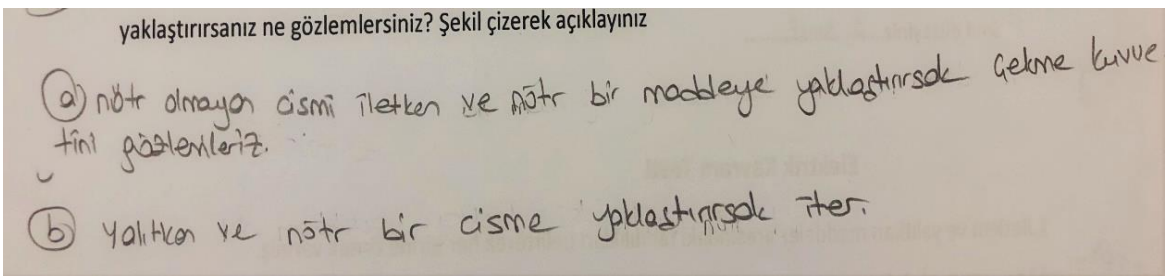 yaklaştırırsanız ne gözlemlersiniz? Şekil çizerek açıklayınız
a) nötr olmayan cismi iletken ve nötr bir maddeye yaklaştırırsak Çekme kuvve
tini gözlemleriz.
b) Yalıtkan ve nötr bir cisme yaklaştırırsak iter.